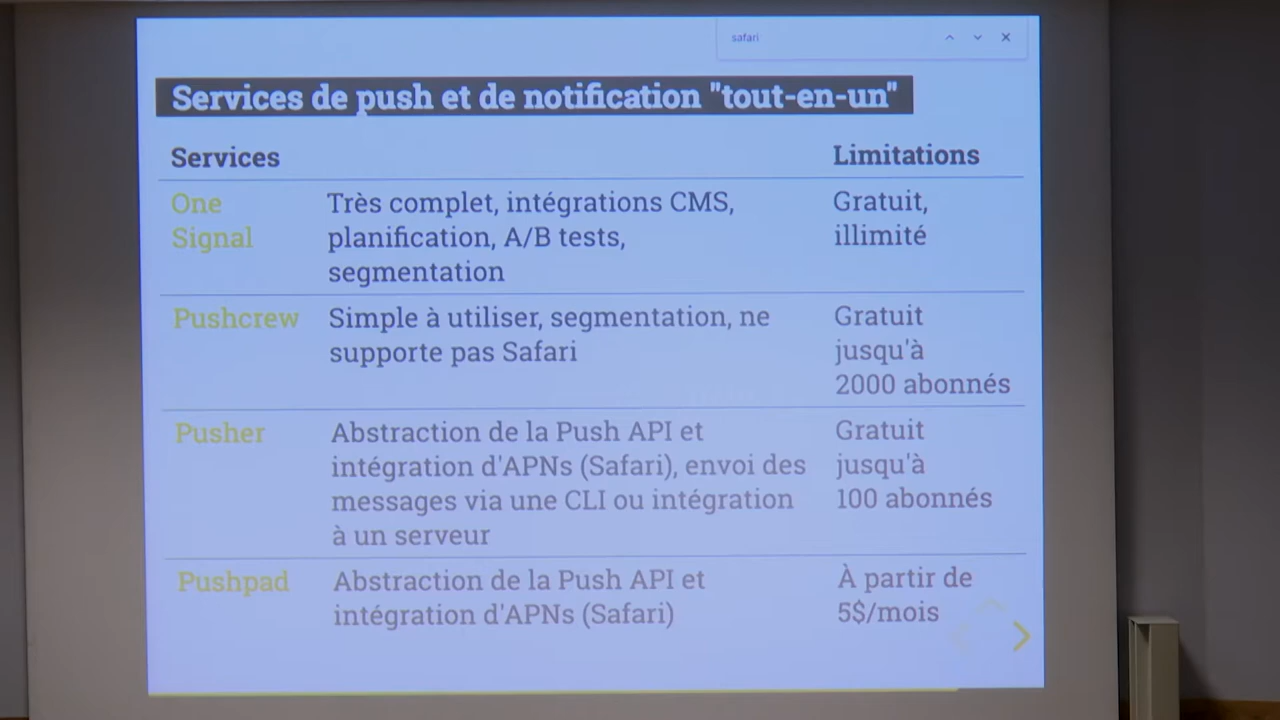 safari
Services de push et de notification "tout-en-un"
Services
Limitations
One
Signal
Très complet, intégrations CMS,
planification, A/B tests,
segmentation
Gratuit,
illimité
Pushcrew
Simple à utiliser, segmentation, ne
supporte pas Safari
Gratuit
jusqu'à
2000 abonnés
Pusher
Abstraction de la Push API et
intégration d'APNs (Safari), envoi des
messages via une CLI ou intégration
à un serveur
Gratuit
jusqu'à
100 abonnés
Pushpad
Abstraction de la Push API et
intégration d'APNs (Safari)
À partir de
5$/mois